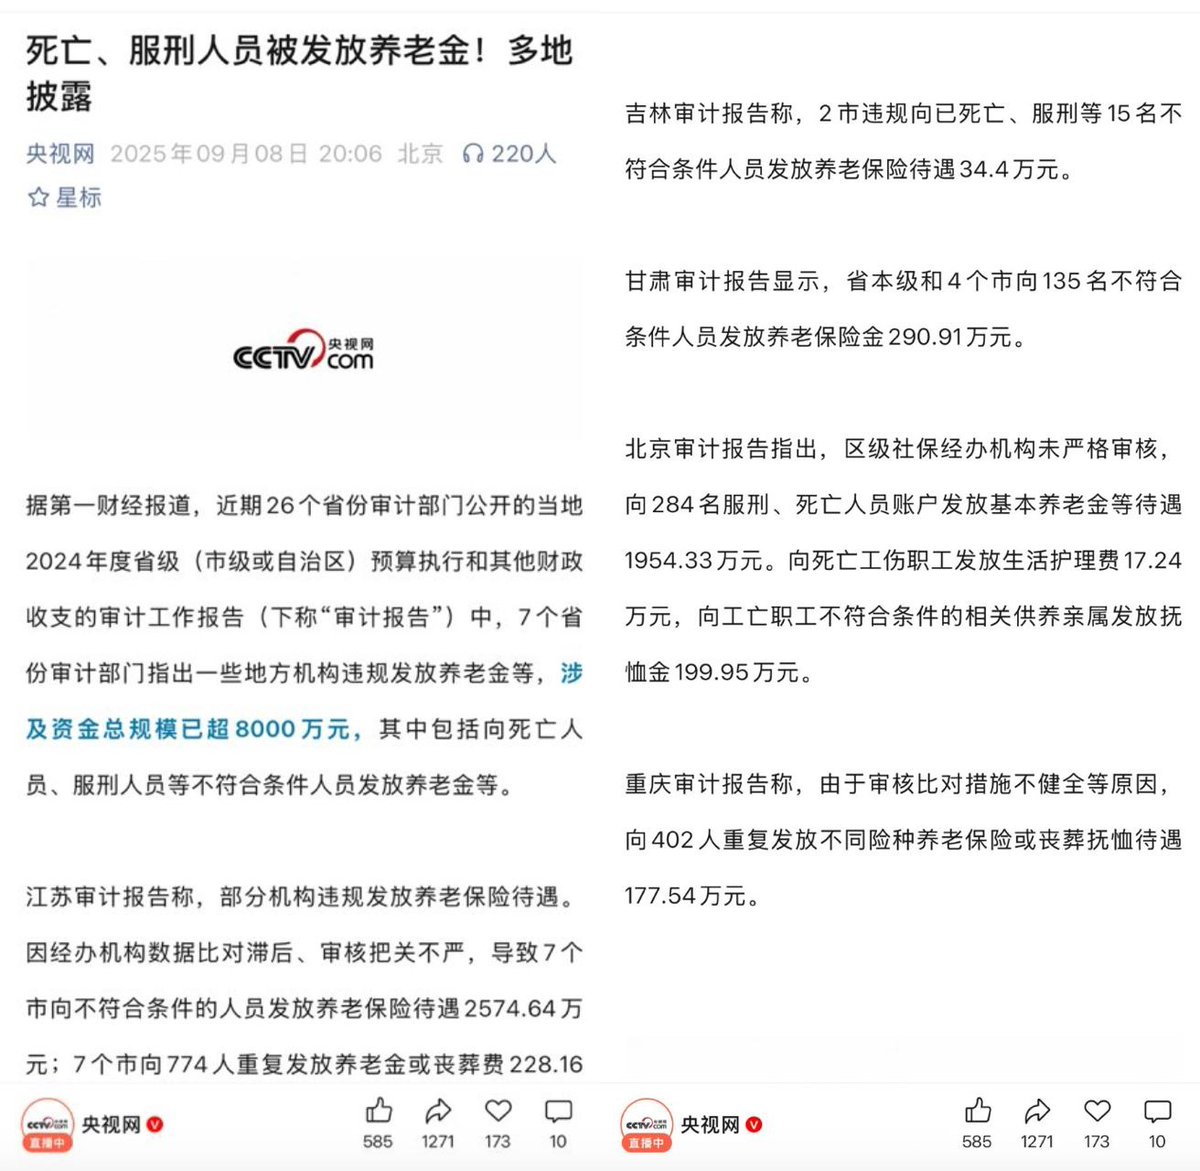 死亡、服刑人员被发放养老金！多地
披露
央视网 2025年09月08日 20:06 北京 220人
星标
CCTV.com 央视网
据第一财经报道，近期26个省份审计部门公开的当地
2024年度省级（市级或自治区）预算执行和其他财政
收支的审计工作报告（下称“审计报告”）中，7个省
份审计部门指出一些地方机构违规发放养老金等，涉
及资金总规模已超8000万元，其中包括向死亡人
员、服刑人员等不符合条件人员发放养老金等。
江苏审计报告称，部分机构违规发放养老保险待遇。
因经办机构数据比对滞后、审核把关不严，导致7个
市向不符合条件的人员发放养老保险待遇2574.64万
元；7个市向774人重复发放养老金或丧葬费228.16
央视网
直播中
585 1271 173 10
吉林审计报告称，2市违规向已死亡、服刑等15名不
符合条件人员发放养老保险待遇34.4万元。
甘肃审计报告显示，省本级和4个市向135名不符合
条件人员发放养老保险金290.91万元。
北京审计报告指出，区级社保经办机构未严格审核，
向284名服刑、死亡人员账户发放基本养老金等待遇
1954.33万元。向死亡工伤职工发放生活护理费17.24
万元，向工亡职工不符合条件的相关供养亲属发放抚
恤金199.95万元。
重庆审计报告称，由于审核比对措施不健全等原因，
向402人重复发放不同险种养老保险或丧葬抚恤待遇
177.54万元。
央视网
直播中
585 1271 173 10